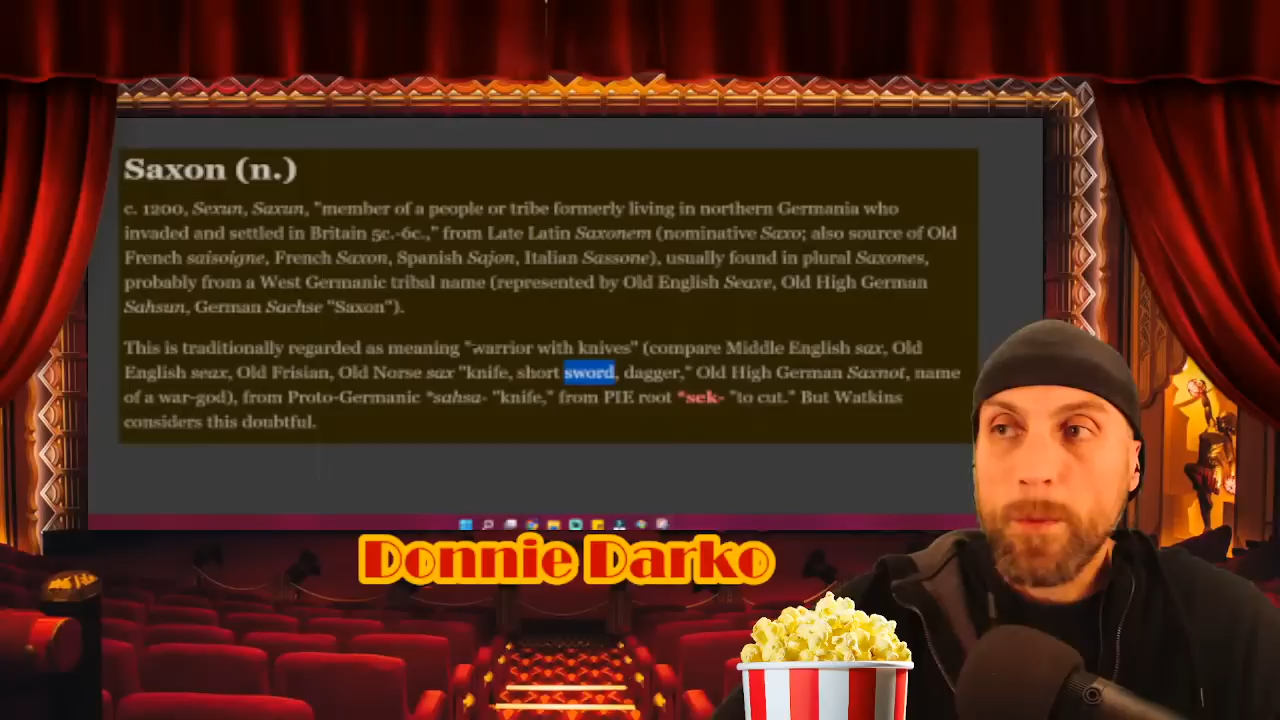 Saxon (n.)
c. 1200, Sexun, Saxun, "member of a people or tribe formerly living in northern Germania who
invaded and settled in Britain 5c.-6c.," from Late Latin Saxonem (nominative Saxo; also source of Old
French saisoigne, French Saxon, Spanish Sajon, Italian Sassone), usually found in plural Saxones,
probably from a West Germanic tribal name (represented by Old English Seaxe, Old High German
Sahsun, German Sachse "Saxon").
This is traditionally regarded as meaning "warrior with knives" (compare Middle English sax, Old
English seax, Old Frisian, Old Norse sax "knife, short sword, dagger," Old High German Saxnot, name
of a war-god), from Proto-Germanic *sahsa- "knife," from PIE root *sek- "to cut." But Watkins
considers this doubtful.
Donnie Darko